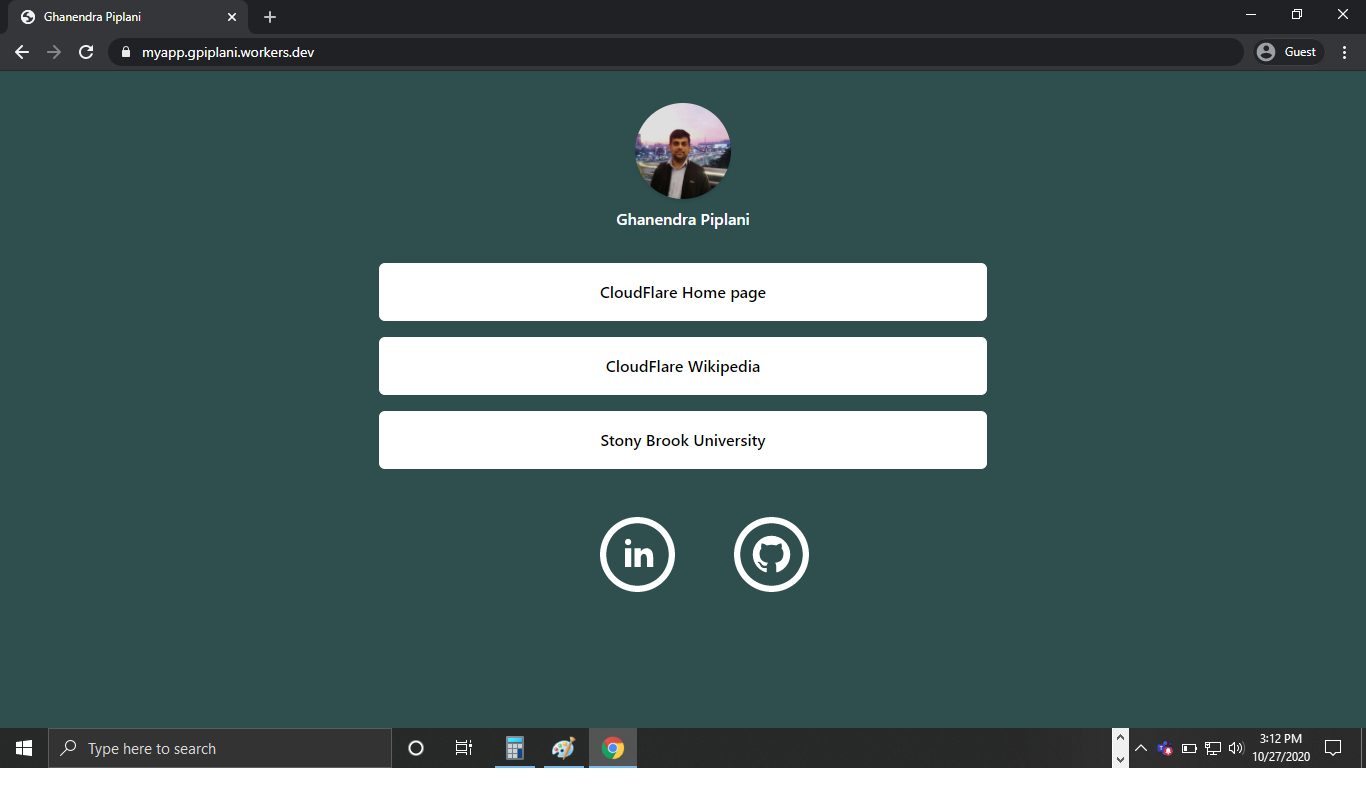 Ghanendra Piplani
myapp.gpiplani.workers.dev
Guest
Ghanendra Piplani
CloudFlare Home page
CloudFlare Wikipedia
Stony Brook University
in
Type here to search
3:12 PM
10/27/2020